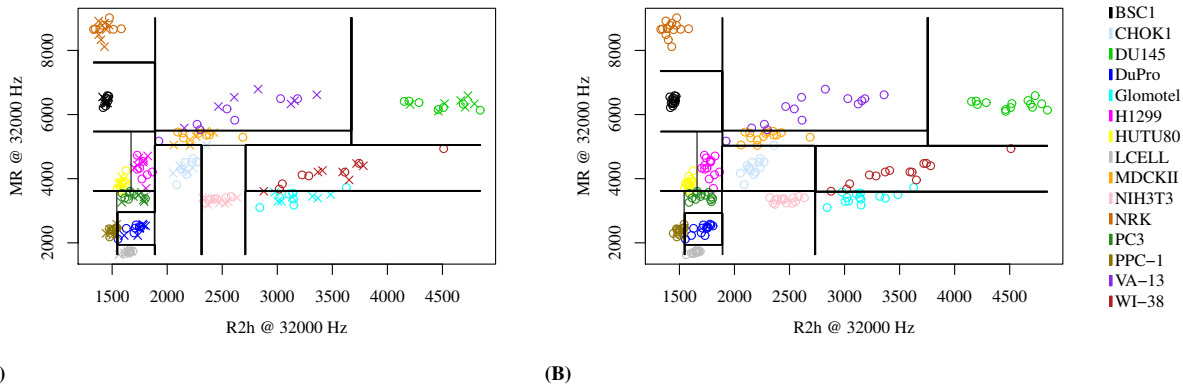 MR @ 32000 Hz
8000
6000
4000
2000
1500 2000 2500 3000 3500 4000 4500
R2h @ 32000 Hz
)
MR @ 32000 Hz
8000
6000
4000
2000
1500 2000 2500 3000 3500 4000 4500
R2h @ 32000 Hz
(B)
BSC1
CHOK1
DU145
DuPro
Glomotel
H1299
HUTU80
LCELL
MDCKII
NIH3T3
NRK
PC3
PPC−1
VA−13
WI−38